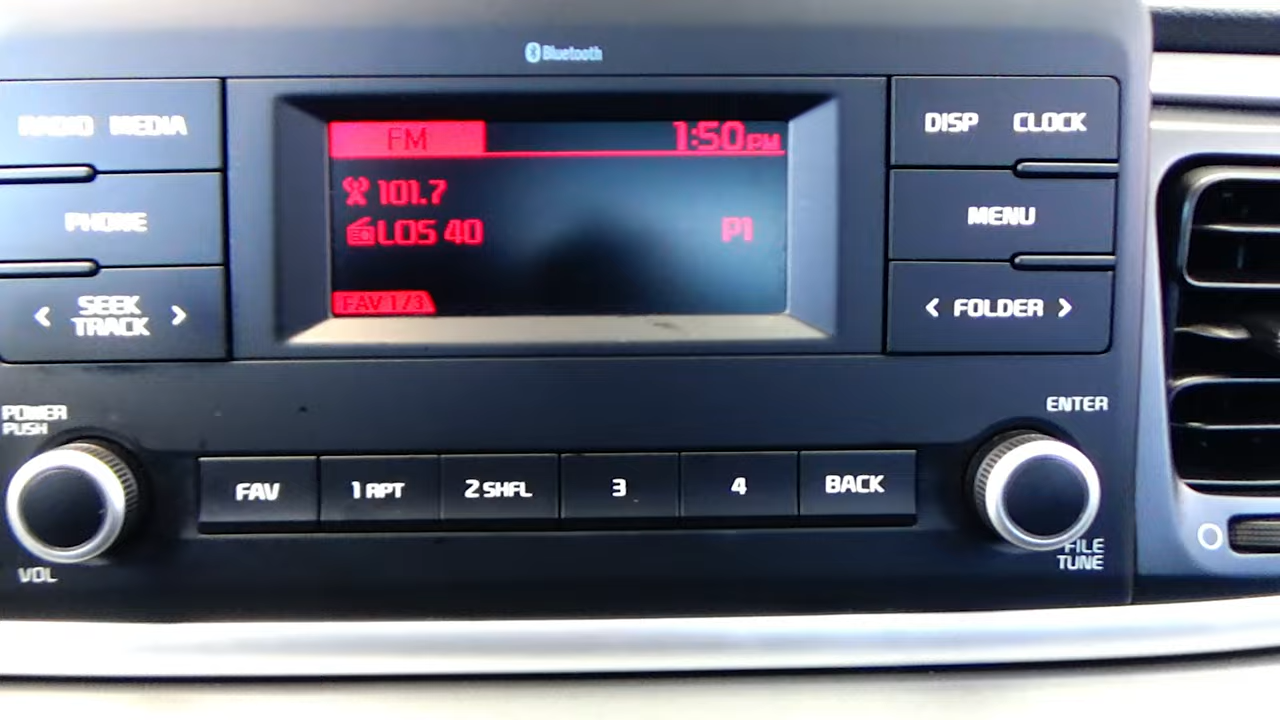 Bluetooth
RADIO MEDIA
PHONE
< SEEK TRACK >
FM 1:50PM
101.7
LOS 40 P1
FAV 1/3
DISP CLOCK
MENU
< FOLDER >
POWER
PUSH
VOL
FAV 1 RPT 2 SHFL 3 4 BACK
ENTER
FILE
TUNE